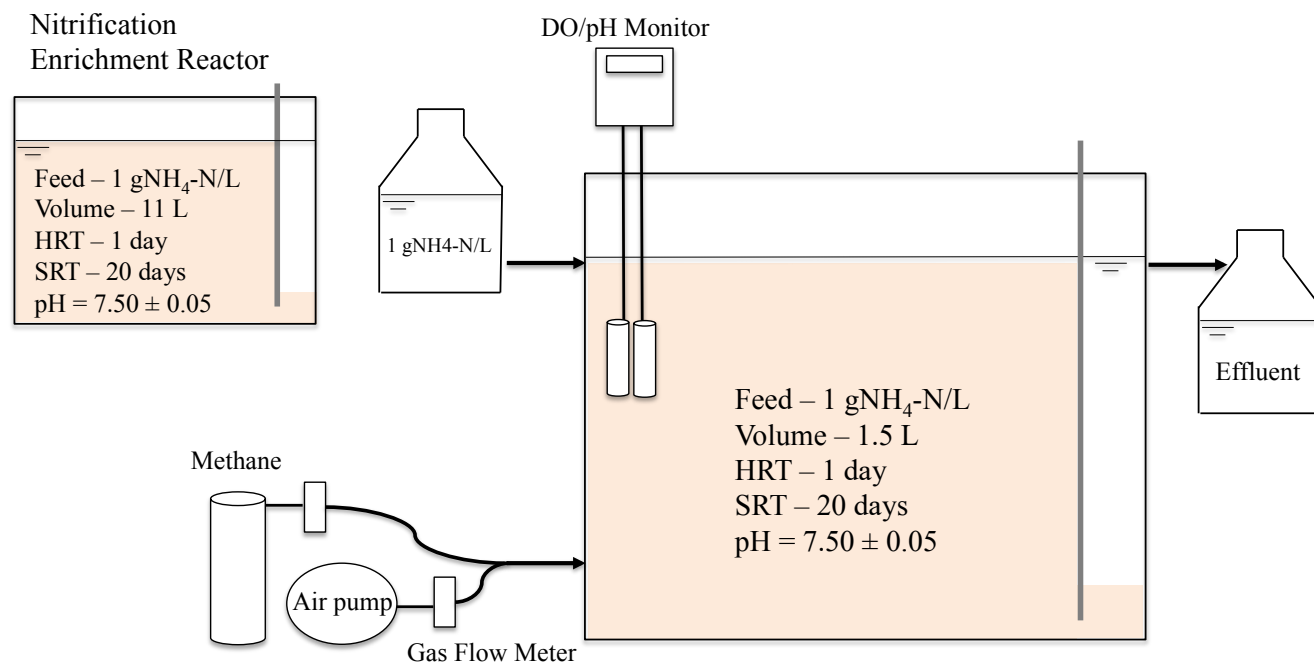 Nitrification
Enrichment Reactor
Feed – 1 gNH₄-N/L
Volume – 11 L
HRT – 1 day
SRT – 20 days
pH = 7.50 ± 0.05
1 gNH4-N/L
DO/pH Monitor
Feed – 1 gNH₄-N/L
Volume – 1.5 L
HRT – 1 day
SRT – 20 days
pH = 7.50 ± 0.05
Effluent
Methane
Air pump
Gas Flow Meter